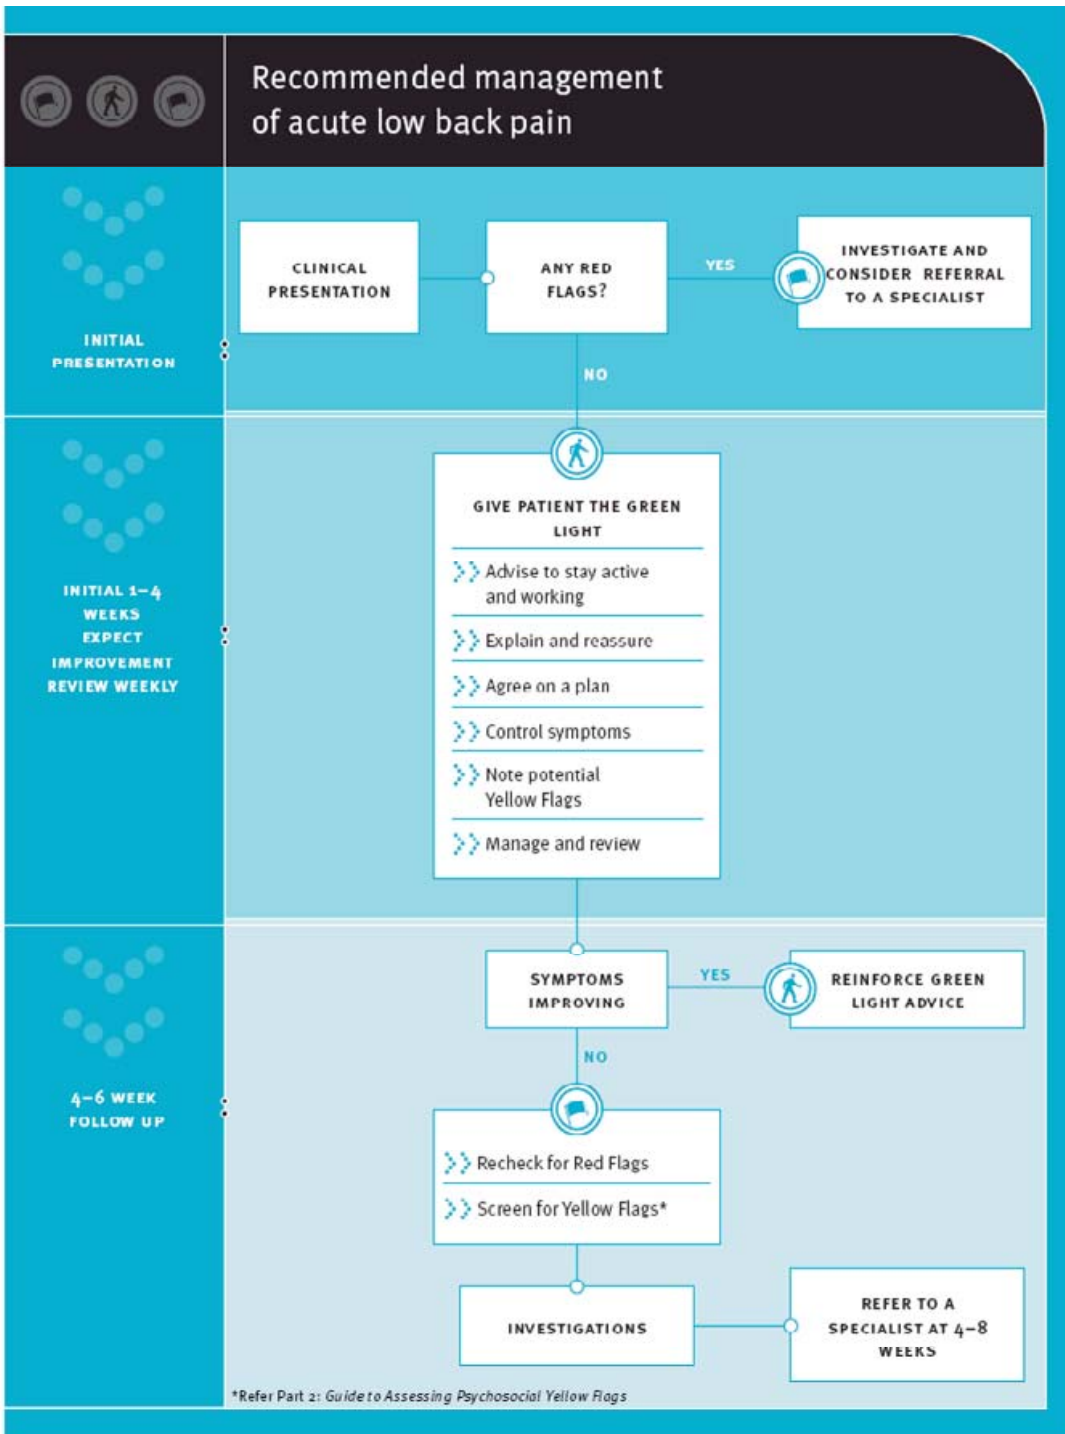 Recommended management
of acute low back pain
INITIAL
PRESENTATION
CLINICAL
PRESENTATION
ANY RED
FLAGS?
YES
INVESTIGATE AND
CONSIDER REFERRAL
TO A SPECIALIST
NO
INITIAL 1–4
WEEKS
EXPECT
IMPROVEMENT
REVIEW WEEKLY
GIVE PATIENT THE GREEN
LIGHT
Advise to stay active
and working
Explain and reassure
Agree on a plan
Control symptoms
Note potential
Yellow Flags
Manage and review
4–6 WEEK
FOLLOW UP
SYMPTOMS
IMPROVING
YES
REINFORCE GREEN
LIGHT ADVICE
NO
Recheck for Red Flags
Screen for Yellow Flags*
INVESTIGATIONS
REFER TO A
SPECIALIST AT 4–8
WEEKS
*Refer Part 2: Guide to Assessing Psychosocial Yellow Flags